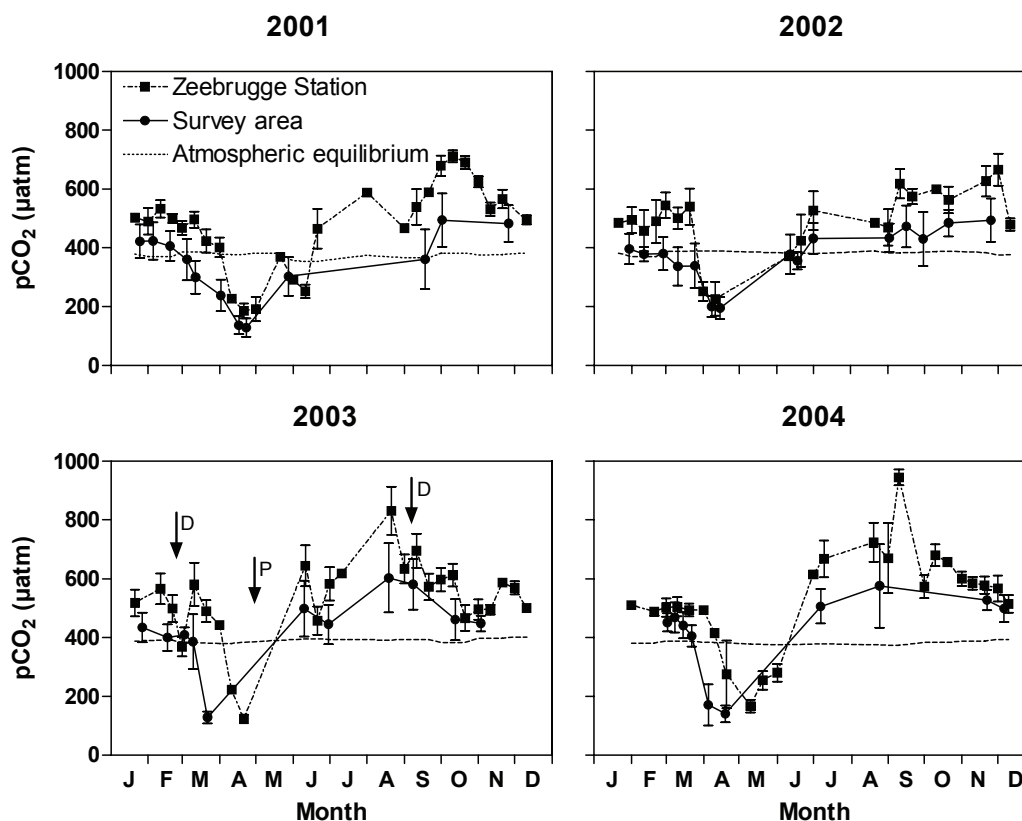 2001
2002
1000
800
600
400
200
0
pCO2 (µatm)
Zeebrugge Station
Survey area
Atmospheric equilibrium
2003
2004
1000
800
600
400
200
0
pCO2 (µatm)
D
P
D
J F M A M J J A S O N D
J F M A M J J A S O N D
Month
Month